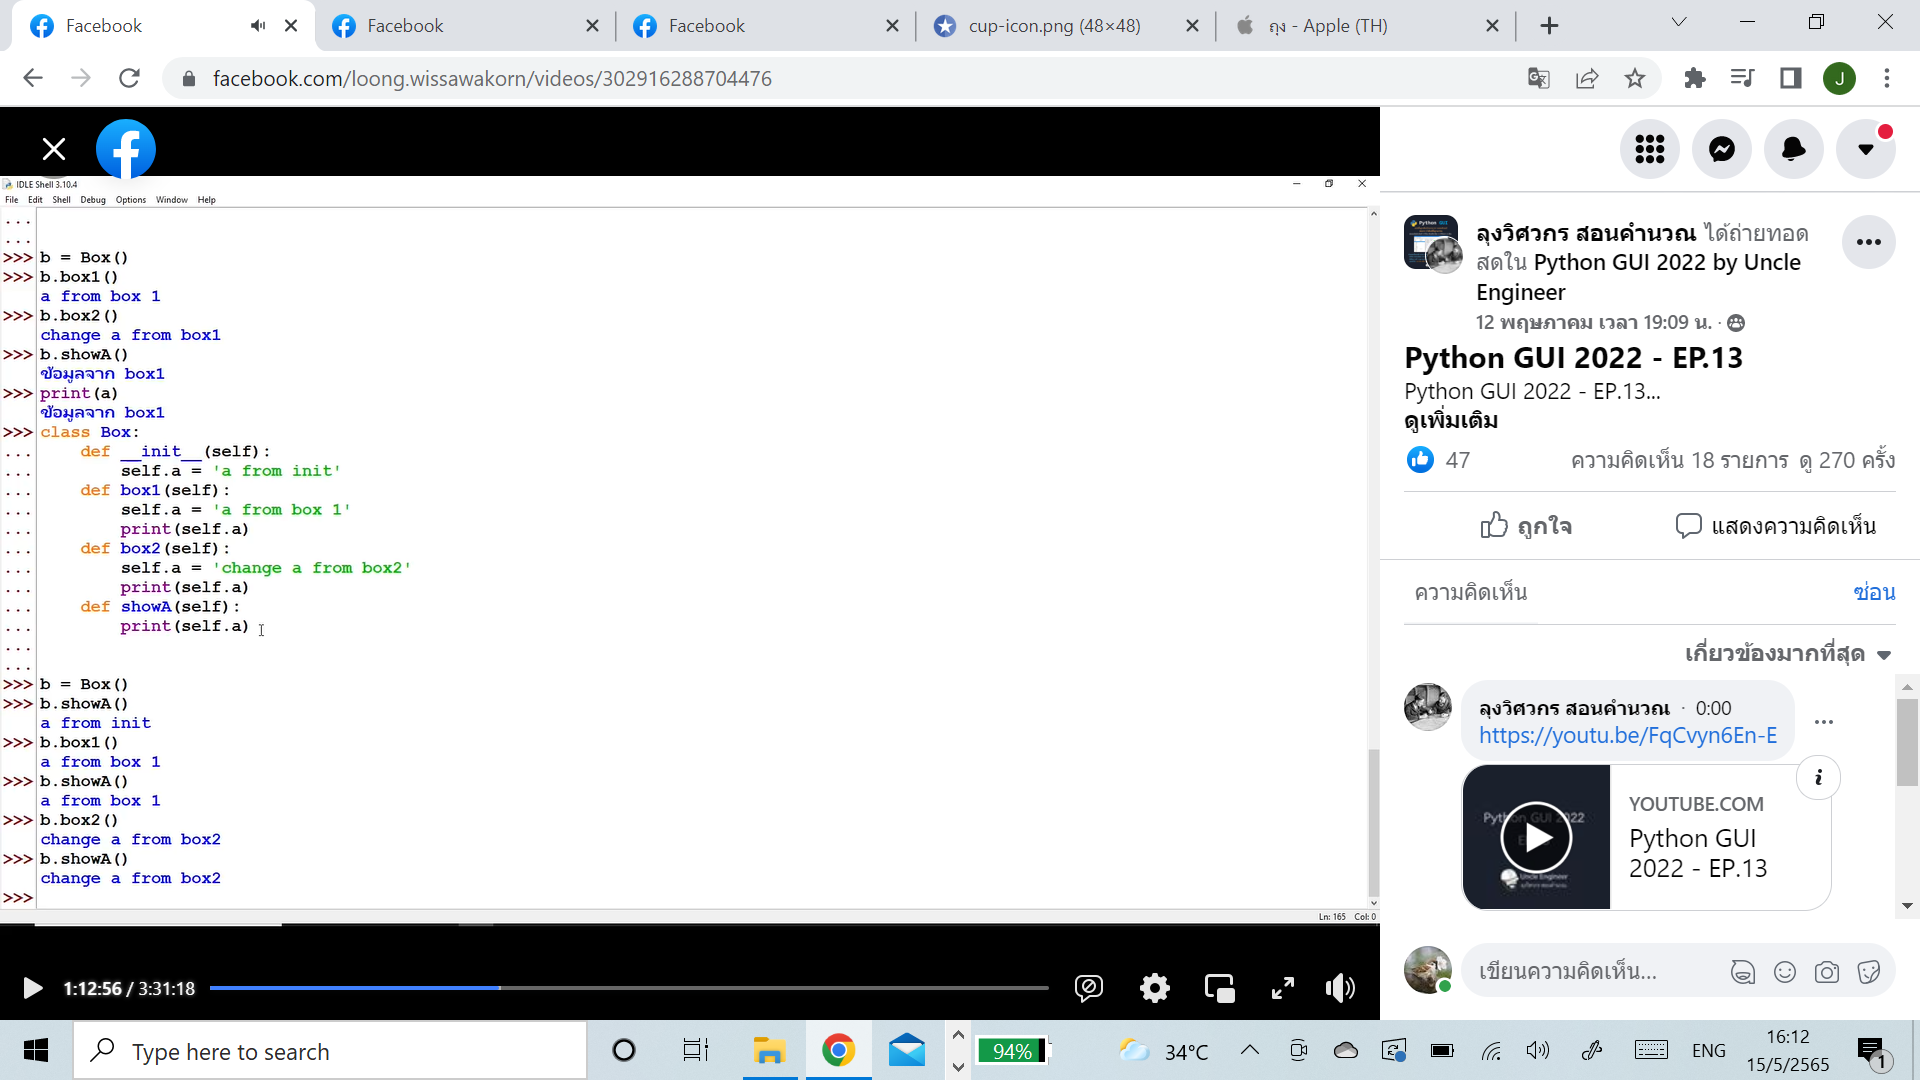 Facebook
Facebook
Facebook
cup-icon.png (48×48)
ถุง - Apple (TH)
facebook.com/loong.wissawakorn/videos/302916288704476
J
IDLE Shell 3.10.4
File Edit Shell Debug Options Window Help
...
...
>>> b = Box()
>>> b.box1()
a from box 1
>>> b.box2()
change a from box1
>>> b.showA()
ข้อมูลจาก box1
>>> print(a)
ข้อมูลจาก box1
>>> class Box:
... def __init__(self):
... self.a = 'a from init'
... def box1(self):
... self.a = 'a from box 1'
... print(self.a)
... def box2(self):
... self.a = 'change a from box2'
... print(self.a)
... def showA(self):
... print(self.a)
...
...
>>> b = Box()
>>> b.showA()
a from init
>>> b.box1()
a from box 1
>>> b.showA()
a from box 1
>>> b.box2()
change a from box2
>>> b.showA()
change a from box2
>>>
Ln: 165 Col: 0
1:12:56 / 3:31:18
ลุงวิศวกร สอนคำนวณ ได้ถ่ายทอด
สดใน Python GUI 2022 by Uncle
Engineer
12 พฤษภาคม เวลา 19:09 น. ·
Python GUI 2022 - EP.13
Python GUI 2022 - EP.13...
ดูเพิ่มเติม
47
ความคิดเห็น 18 รายการ ดู 270 ครั้ง
ถูกใจ
แสดงความคิดเห็น
ความคิดเห็น
ซ่อน
เกี่ยวข้องมากที่สุด
ลุงวิศวกร สอนคำนวณ · 0:00
https://youtu.be/FqCvyn6En-E
YOUTUBE.COM
Python GUI
2022 - EP.13
เขียนความคิดเห็น...
Type here to search
94%
34°C
ENG
16:12
15/5/2565
1